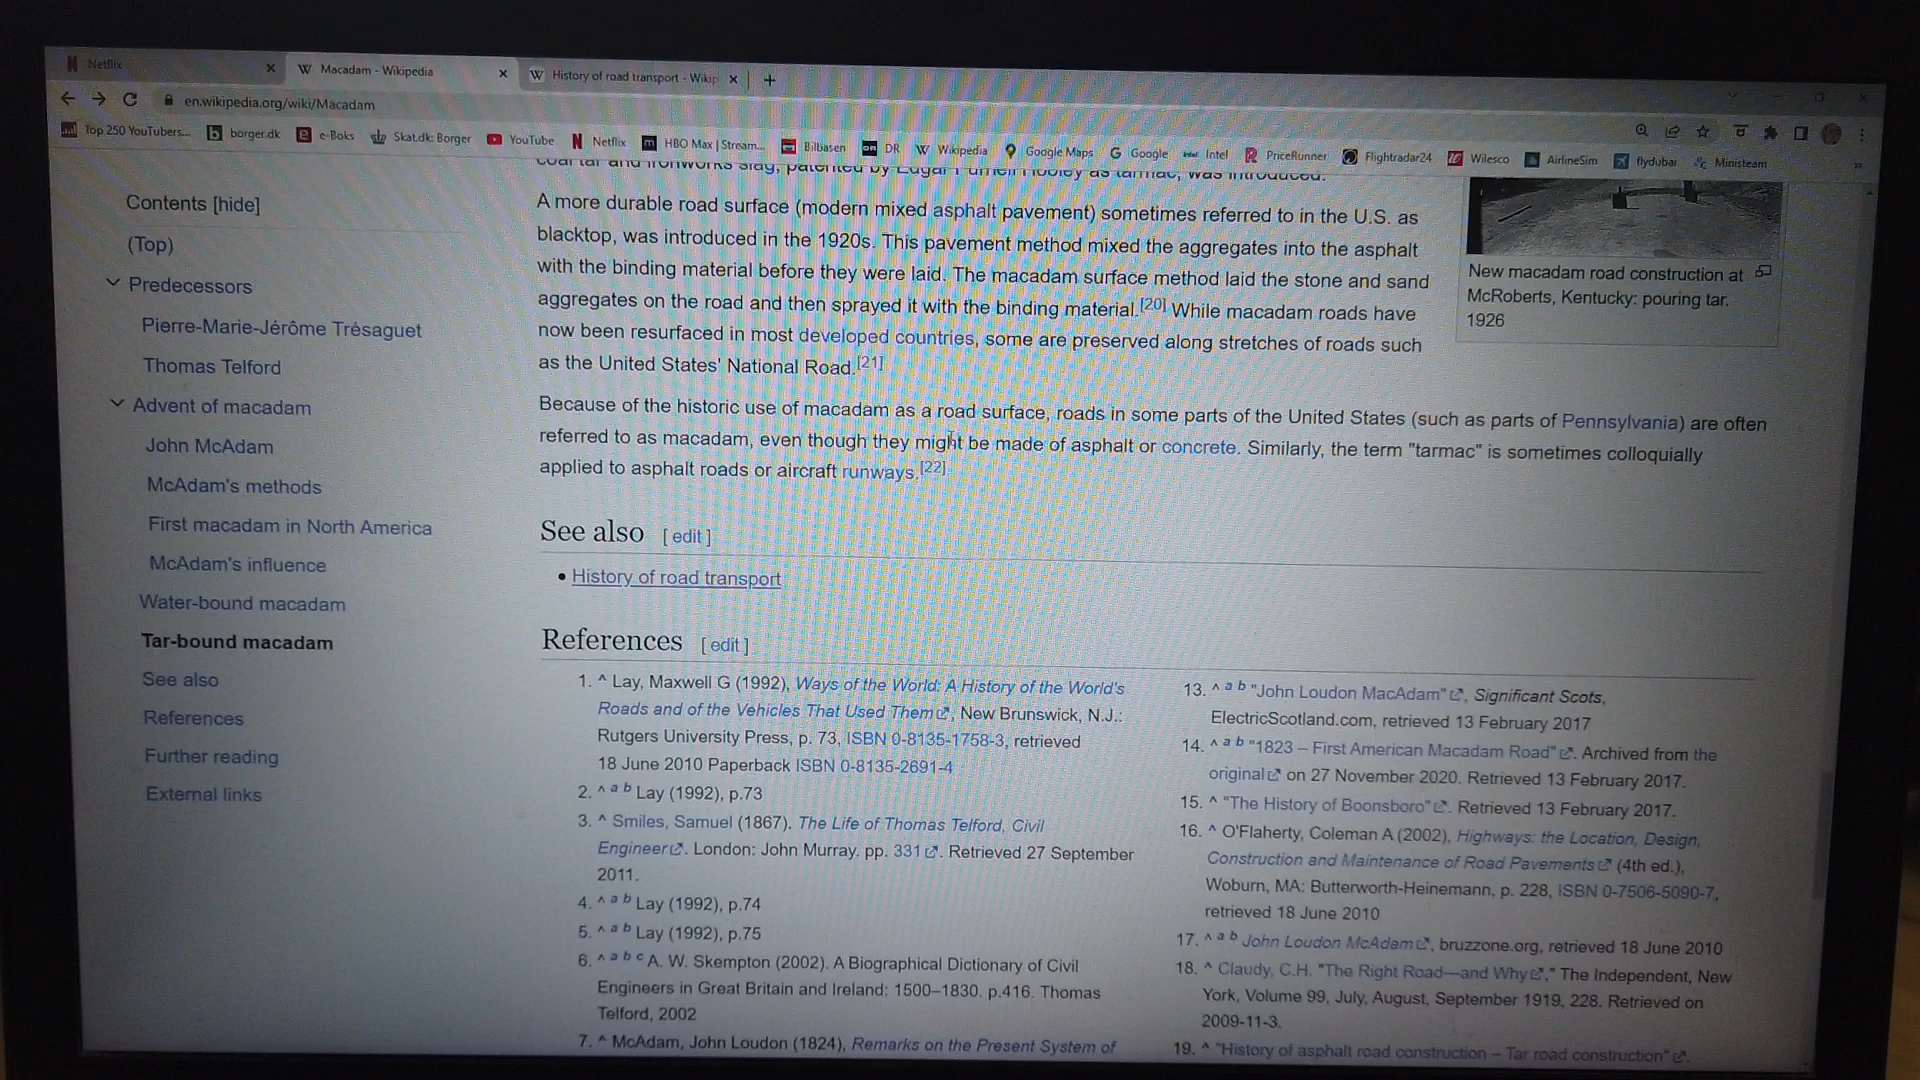 Netflix
Macadam - Wikipedia
History of road transport - Wikip
en.wikipedia.org/wiki/Macadam
Top 250 YouTubers...
borger.dk
e-Boks
Skat.dk: Borger
YouTube
Netflix
HBO Max | Stream...
Bilbasen
DR
Wikipedia
Google Maps
Google
Intel
PriceRunner
Flightradar24
Wilesco
AirlineSim
flydubai
Ministeam
Contents [hide]
(Top)
Predecessors
Pierre-Marie-Jérôme Trésaguet
Thomas Telford
Advent of macadam
John McAdam
McAdam's methods
First macadam in North America
McAdam's influence
Water-bound macadam
Tar-bound macadam
See also
References
Further reading
External links
coal tar and ironworks slag, patented by Edgar Purnell Hooley as tarmac, was introduced.
A more durable road surface (modern mixed asphalt pavement) sometimes referred to in the U.S. as
blacktop, was introduced in the 1920s. This pavement method mixed the aggregates into the asphalt
with the binding material before they were laid. The macadam surface method laid the stone and sand
aggregates on the road and then sprayed it with the binding material.[20] While macadam roads have
now been resurfaced in most developed countries, some are preserved along stretches of roads such
as the United States' National Road.[21]
New macadam road construction at
McRoberts, Kentucky: pouring tar.
1926
Because of the historic use of macadam as a road surface, roads in some parts of the United States (such as parts of Pennsylvania) are often
referred to as macadam, even though they might be made of asphalt or concrete. Similarly, the term "tarmac" is sometimes colloquially
applied to asphalt roads or aircraft runways.[22]
See also [ edit ]
• History of road transport
References [ edit ]
1. ^ Lay, Maxwell G (1992), Ways of the World: A History of the World's
Roads and of the Vehicles That Used Them, New Brunswick, N.J.:
Rutgers University Press, p. 73, ISBN 0-8135-1758-3, retrieved
18 June 2010 Paperback ISBN 0-8135-2691-4
2. ^ a b Lay (1992), p.73
3. ^ Smiles, Samuel (1867). The Life of Thomas Telford, Civil
Engineer. London: John Murray. pp. 331. Retrieved 27 September
2011.
4. ^ a b Lay (1992), p.74
5. ^ a b Lay (1992), p.75
6. ^ a b c A. W. Skempton (2002). A Biographical Dictionary of Civil
Engineers in Great Britain and Ireland: 1500–1830. p.416. Thomas
Telford, 2002
7. ^ McAdam, John Loudon (1824), Remarks on the Present System of
13. ^ a b "John Loudon MacAdam", Significant Scots,
ElectricScotland.com, retrieved 13 February 2017
14. ^ a b "1823 – First American Macadam Road". Archived from the
original on 27 November 2020. Retrieved 13 February 2017.
15. ^ "The History of Boonsboro". Retrieved 13 February 2017.
16. ^ O'Flaherty, Coleman A (2002), Highways: the Location, Design,
Construction and Maintenance of Road Pavements (4th ed.),
Woburn, MA: Butterworth-Heinemann, p. 228, ISBN 0-7506-5090-7,
retrieved 18 June 2010
17. ^ a b John Loudon McAdam, bruzzone.org, retrieved 18 June 2010
18. ^ Claudy, C.H. "The Right Road—and Why." The Independent, New
York, Volume 99, July, August, September 1919, 228. Retrieved on
2009-11-3.
19. ^ "History of asphalt road construction – Tar road construction".